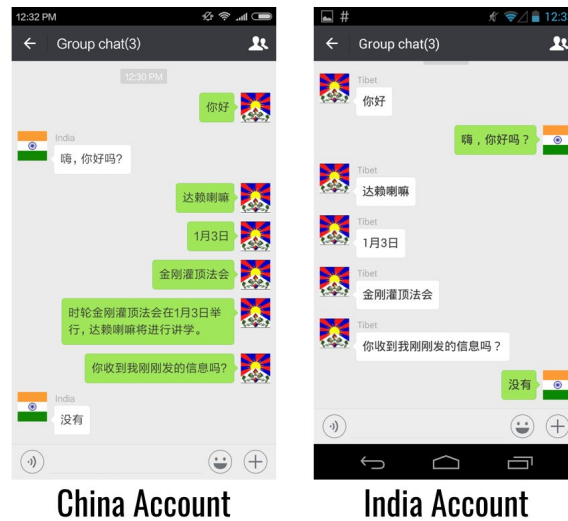 12:32 PM
Group chat(3)
12:30 PM
你好
India
嗨，你好吗?
达赖喇嘛
1月3日
金刚灌顶法会
时轮金刚灌顶法会在1月3日举
行，达赖喇嘛将进行讲学。
你收到我刚刚发的信息吗?
India
没有
China Account
#
12:3
Group chat(3)
Tibet
你好
嗨，你好吗？
Tibet
达赖喇嘛
Tibet
1月3日
Tibet
金刚灌顶法会
Tibet
你收到我刚刚发的信息吗？
没有
India Account